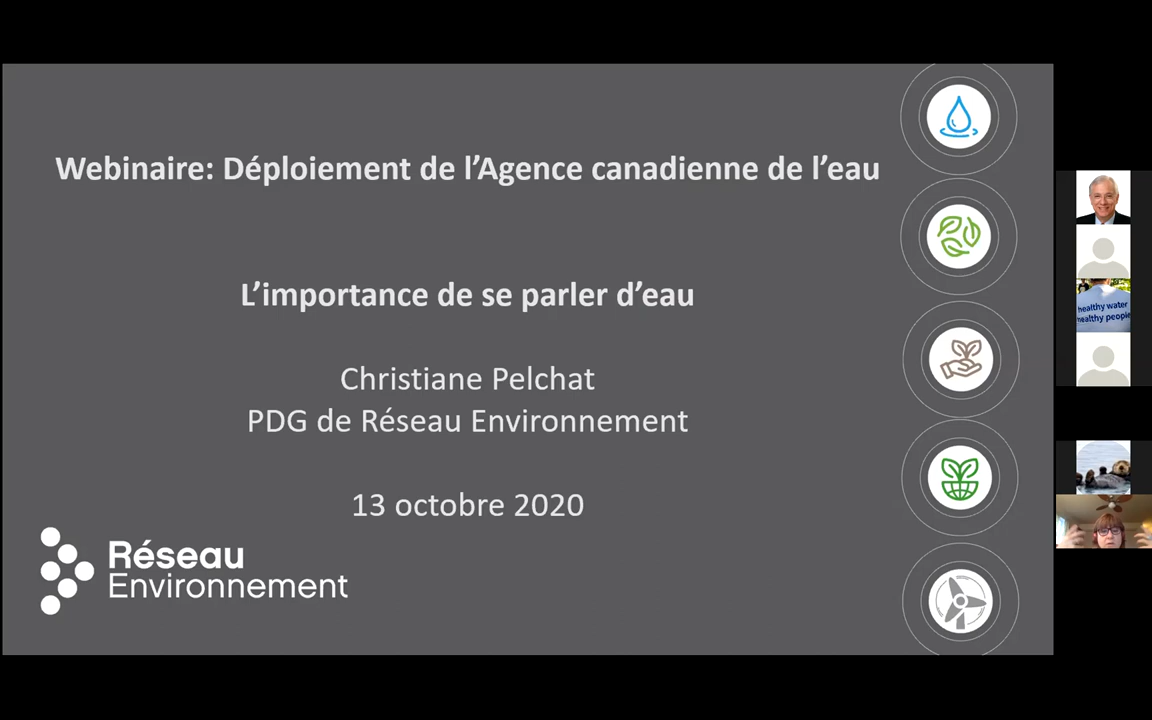 Webinaire: Déploiement de l'Agence canadienne de l'eau
L'importance de se parler d'eau
Christiane Pelchat
PDG de Réseau Environnement
13 octobre 2020
Réseau
Environnement
healthy water
healthy people